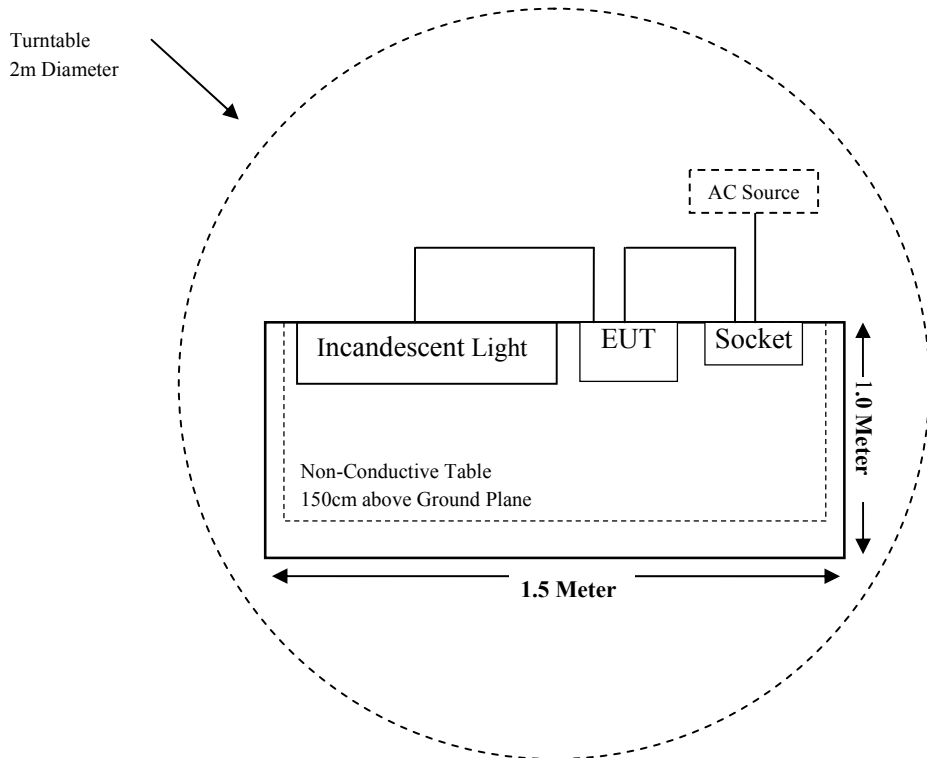 Turntable
2m Diameter
AC Source
Incandescent Light
EUT
Socket
1.0 Meter
Non-Conductive Table
150cm above Ground Plane
1.5 Meter